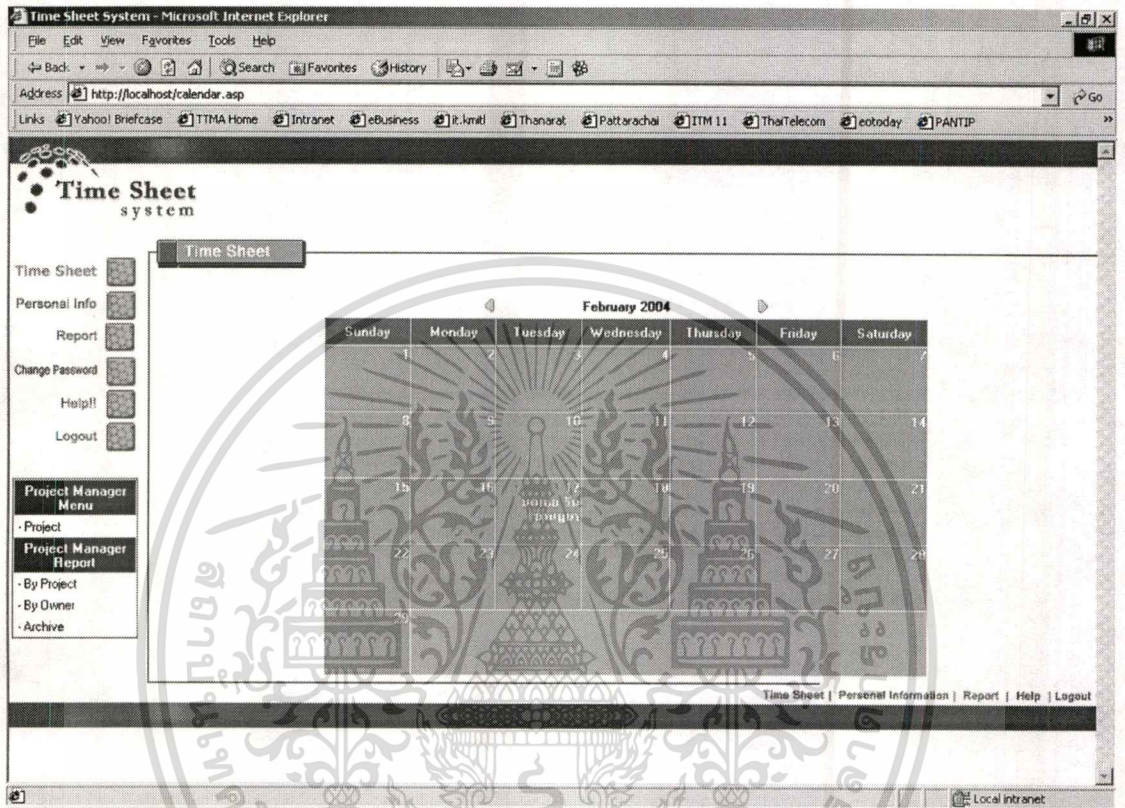 Time Sheet System - Microsoft Internet Explorer
File Edit View Favorites Tools Help
Back Search Favorites History
Address http://localhost/calendar.asp Go
Links Yahoo! Briefcase TTMA Home Intranet eBusiness it.kmitl Thanarat Pattarachai ITM 11 ThaiTelecom eotoday PANTIP »
Time Sheet
system
Time Sheet
Time Sheet
Personal Info
Report
Change Password
Help!!
Logout
Project Manager
Menu
· Project
Project Manager
Report
· By Project
· By Owner
· Archive
February 2004
Sunday Monday Tuesday Wednesday Thursday Friday Saturday
1 2 3 4 5 6 7
8 9 10 11 12 13 14
15 16 17 18 19 20 21
22 23 24 25 26 27 28
29
Time Sheet | Personal Information | Report | Help | Logout
Local intranet